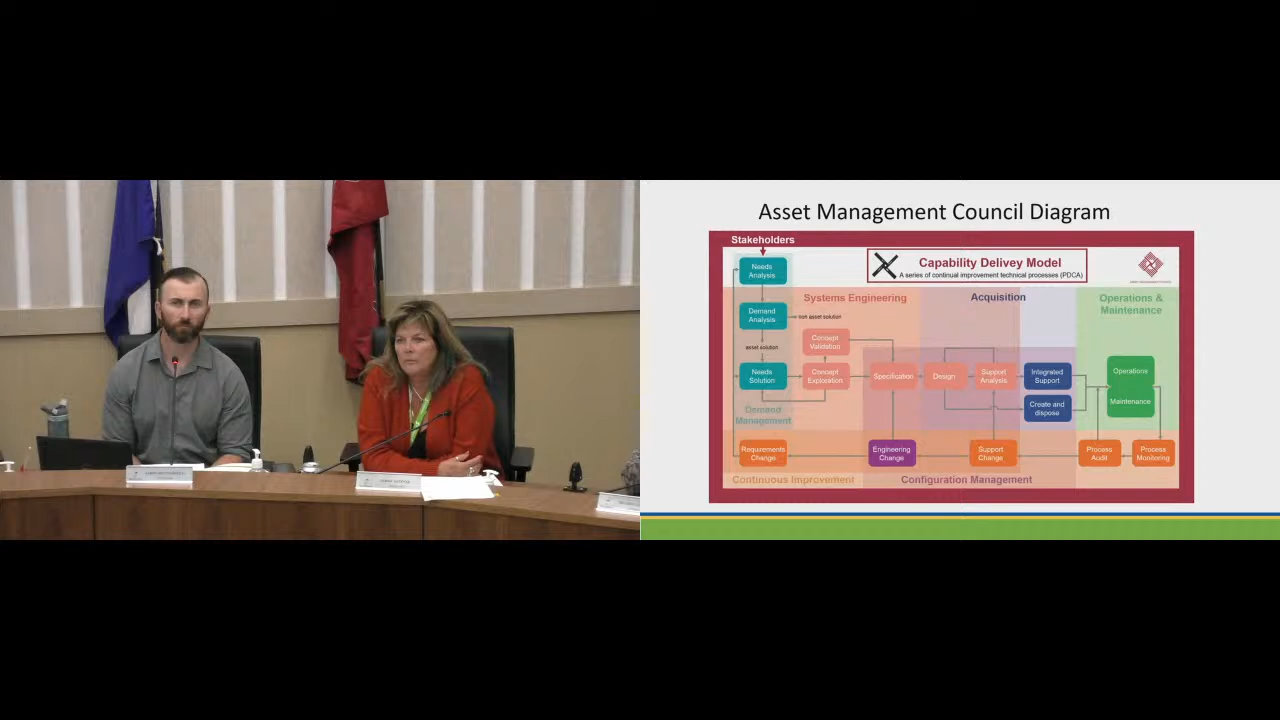 Asset Management Council Diagram
Stakeholders
Capability Delivey Model
A series of continual improvement technical processes (PDCA)
Needs
Analysis
Systems Engineering
Acquisition
Operations &
Maintenance
Demand
Analysis
non asset solution
asset solution
Concept
Validation
Needs
Solution
Concept
Exploration
Specification
Design
Support
Analysis
Integrated
Support
Create and
dispose
Operations
Maintenance
Demand
Management
Requirements
Change
Engineering
Change
Support
Change
Process
Audit
Process
Monitoring
Continuous Improvement
Configuration Management